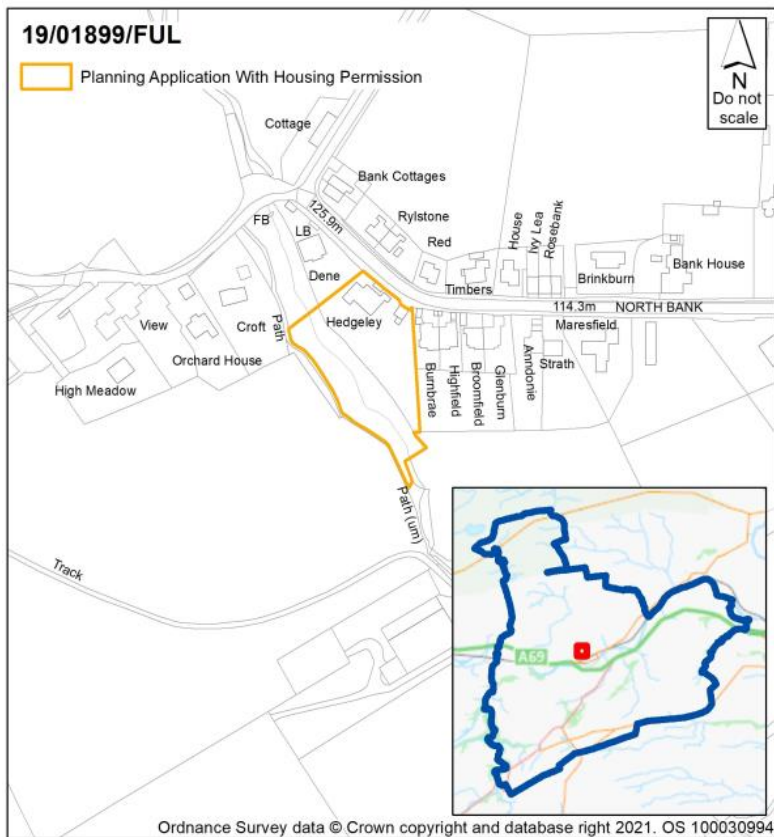 19/01899/FUL
Planning Application With Housing Permission
N
Do not
scale
Cottage
Bank Cottages
125.9m
Rylstone
Red
House
Ivy Lea
Rosebank
FB
LB
Dene
Timbers
Brinkburn
Bank House
114.3m
NORTH BANK
Path
View
Croft
Hedgeley
Maresfield
Orchard House
Strath
High Meadow
Burnbrae
Highfield
Broomfield
Glenburn
Anndonie
Path (um)
Track
A69
Ordnance Survey data © Crown copyright and database right 2021. OS 100030994